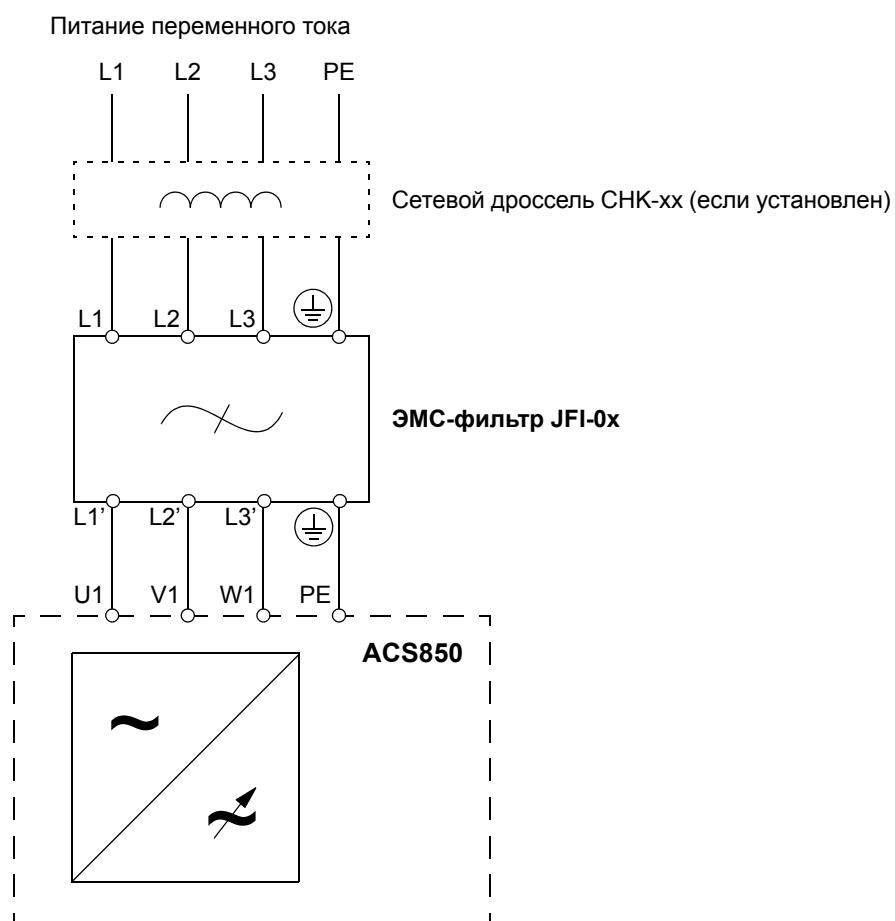 Питание переменного тока
L1 L2 L3 PE
Сетевой дроссель CHK-xx (если установлен)
L1 L2 L3
ЭМС-фильтр JFI-0x
L1’ L2’ L3’
U1 V1 W1 PE
ACS850